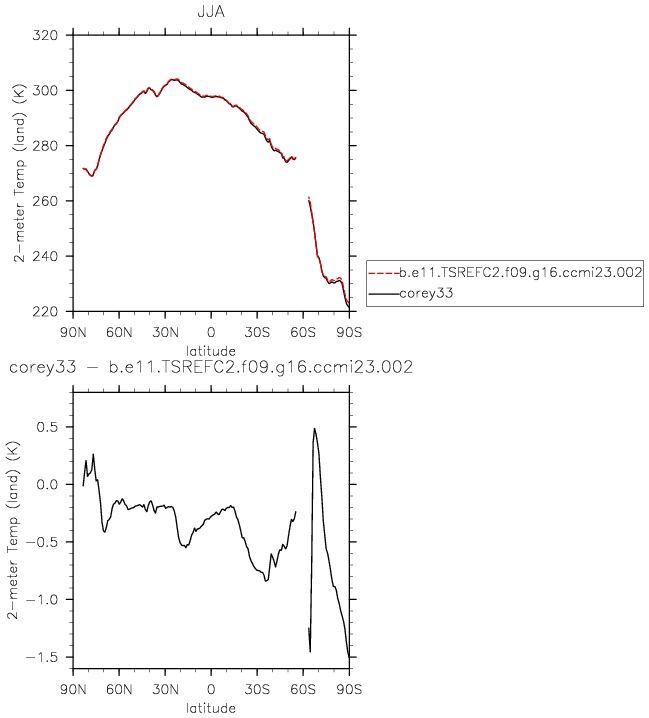 JJA
320
300
280
260
240
220
2-meter Temp (land) (K)
90N 60N 30N 0 30S 60S 90S
latitude
b.e11.TSREFC2.f09.g16.ccmi23.002
corey33
corey33 - b.e11.TSREFC2.f09.g16.ccmi23.002
0.5
0.0
-0.5
-1.0
-1.5
2-meter Temp (land) (K)
90N 60N 30N 0 30S 60S 90S
latitude